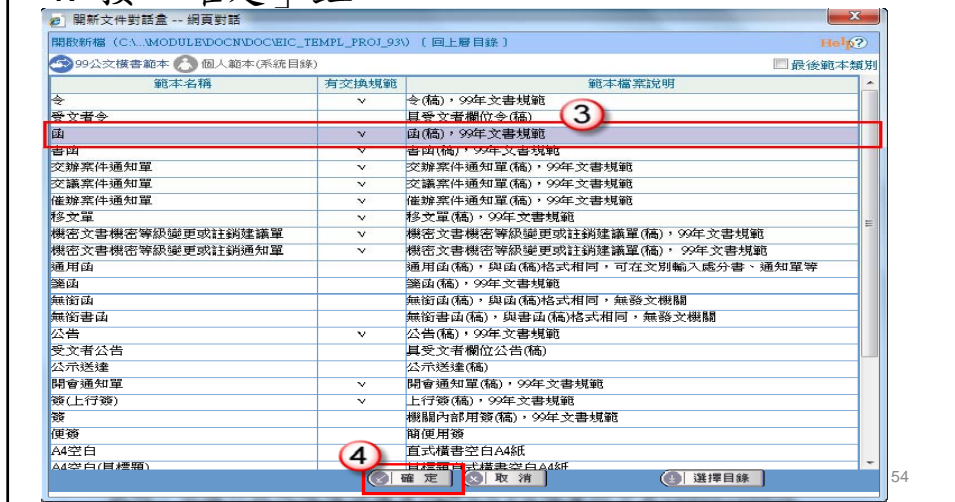 開新文件對話盒 -- 網頁對話
開啟新檔 (C:\...\MODULE\DOCN\DOC\EIC_TEMPL_PROJ_93\) 〔回上層目錄〕 Help?
99公文橫書範本 個人範本(系統目錄) 最後範本類別
範本名稱 有交換規範 範本檔案說明
令 v 令(稿)，99年文書規範
受文者令 具受文者欄位令(稿)
3
函 v 函(稿)，99年文書規範
書函 v 書函(稿)，99年文書規範
交辦案件通知單 v 交辦案件通知單(稿)，99年文書規範
交議案件通知單 v 交議案件通知單(稿)，99年文書規範
催辦案件通知單 v 催辦案件通知單(稿)，99年文書規範
移文單 v 移文單(稿)，99年文書規範
機密文書機密等級變更或註銷建議單 v 機密文書機密等級變更或註銷建議單(稿)，99年文書規範
機密文書機密等級變更或註銷通知單 v 機密文書機密等級變更或註銷建議單(稿)， 99年文書規範
通用函 通用函(稿)，與函(稿)格式相同，可在文別輸入處分書、通知單等
箋函 箋函(稿)，99年文書規範
無銜函 無銜函(稿)，與函(稿)格式相同，無發文機關
無銜書函 無銜書函(稿)，與書函(稿)格式相同，無發文機關
公告 v 公告(稿)，99年文書規範
受文者公告 具受文者欄位公告(稿)
公示送達 公示送達(稿)
開會通知單 v 開會通知單(稿)，99年文書規範
簽(上行簽) v 上行簽(稿)，99年文書規範
簽 機關內部用簽(稿)，99年文書規範
便簽 簡便用簽
A4空白 直式橫書空白A4紙
A4空白(具標題) 具標題直式橫書空白A4紙
4
確 定 取 消 選擇目錄
54